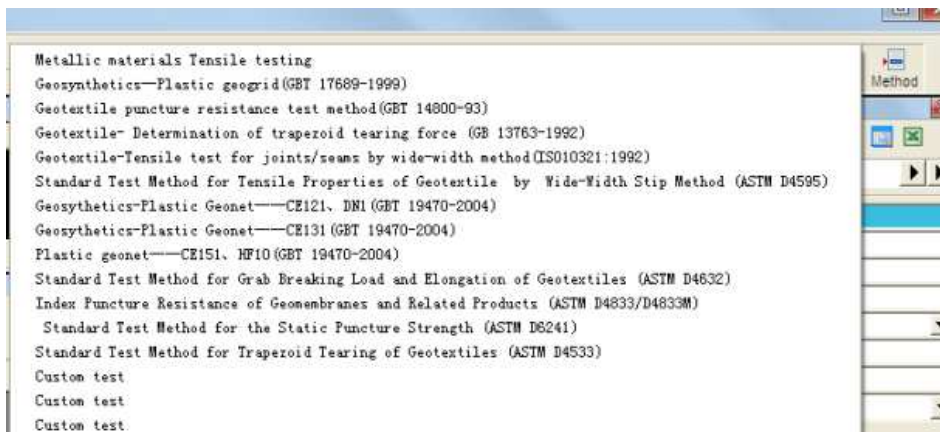 Metallic materials Tensile testing
Geosynthetics—Plastic geogrid(GBT 17689-1999)
Geotextile puncture resistance test method(GBT 14800-93)
Geotextile- Determination of trapezoid tearing force (GB 13763-1992)
Geotextile-Tensile test for joints/seams by wide-width method(ISO10321:1992)
Standard Test Method for Tensile Properties of Geotextile by Wide-Width Stip Method (ASTM D4595)
Geosythetics-Plastic Geonet——CE121、DN1(GBT 19470-2004)
Geosythetics-Plastic Geonet——CE131(GBT 19470-2004)
Plastic geonet——CE151、HF10(GBT 19470-2004)
Standard Test Method for Grab Breaking Load and Elongation of Geotextiles (ASTM D4632)
Index Puncture Resistance of Geomembranes and Related Products (ASTM D4833/D4833M)
Standard Test Method for the Static Puncture Strength (ASTM D6241)
Standard Test Method for Trapezoid Tearing of Geotextiles (ASTM D4533)
Custom test
Custom test
Custom test
Method